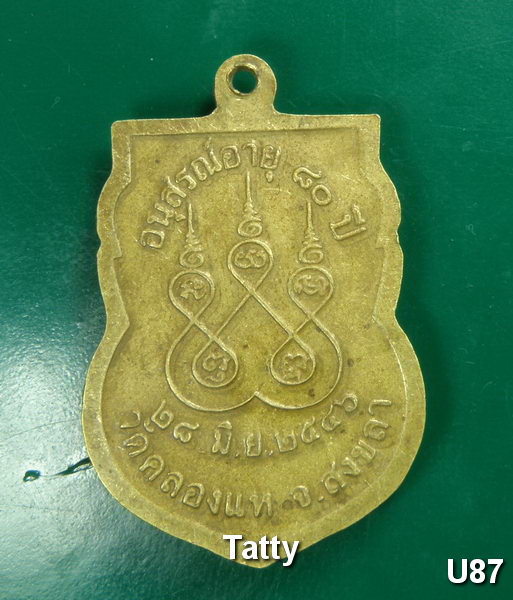 อนุสรณ์อายุ ๘๐ ปี
๒๘ มิ.ย.๒๕๔๖
วัดคลองแห จ.สงขลา
Tatty
U87